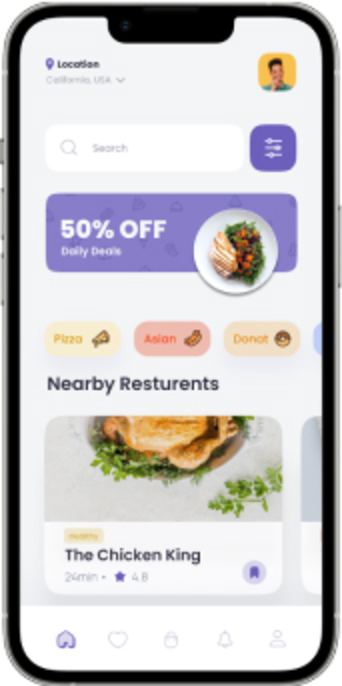 Location
California, USA
Search
50% OFF
Daily Deals
Pizza
Asian
Donat
Nearby Resturents
Healthy
The Chicken King
24min • 4.8